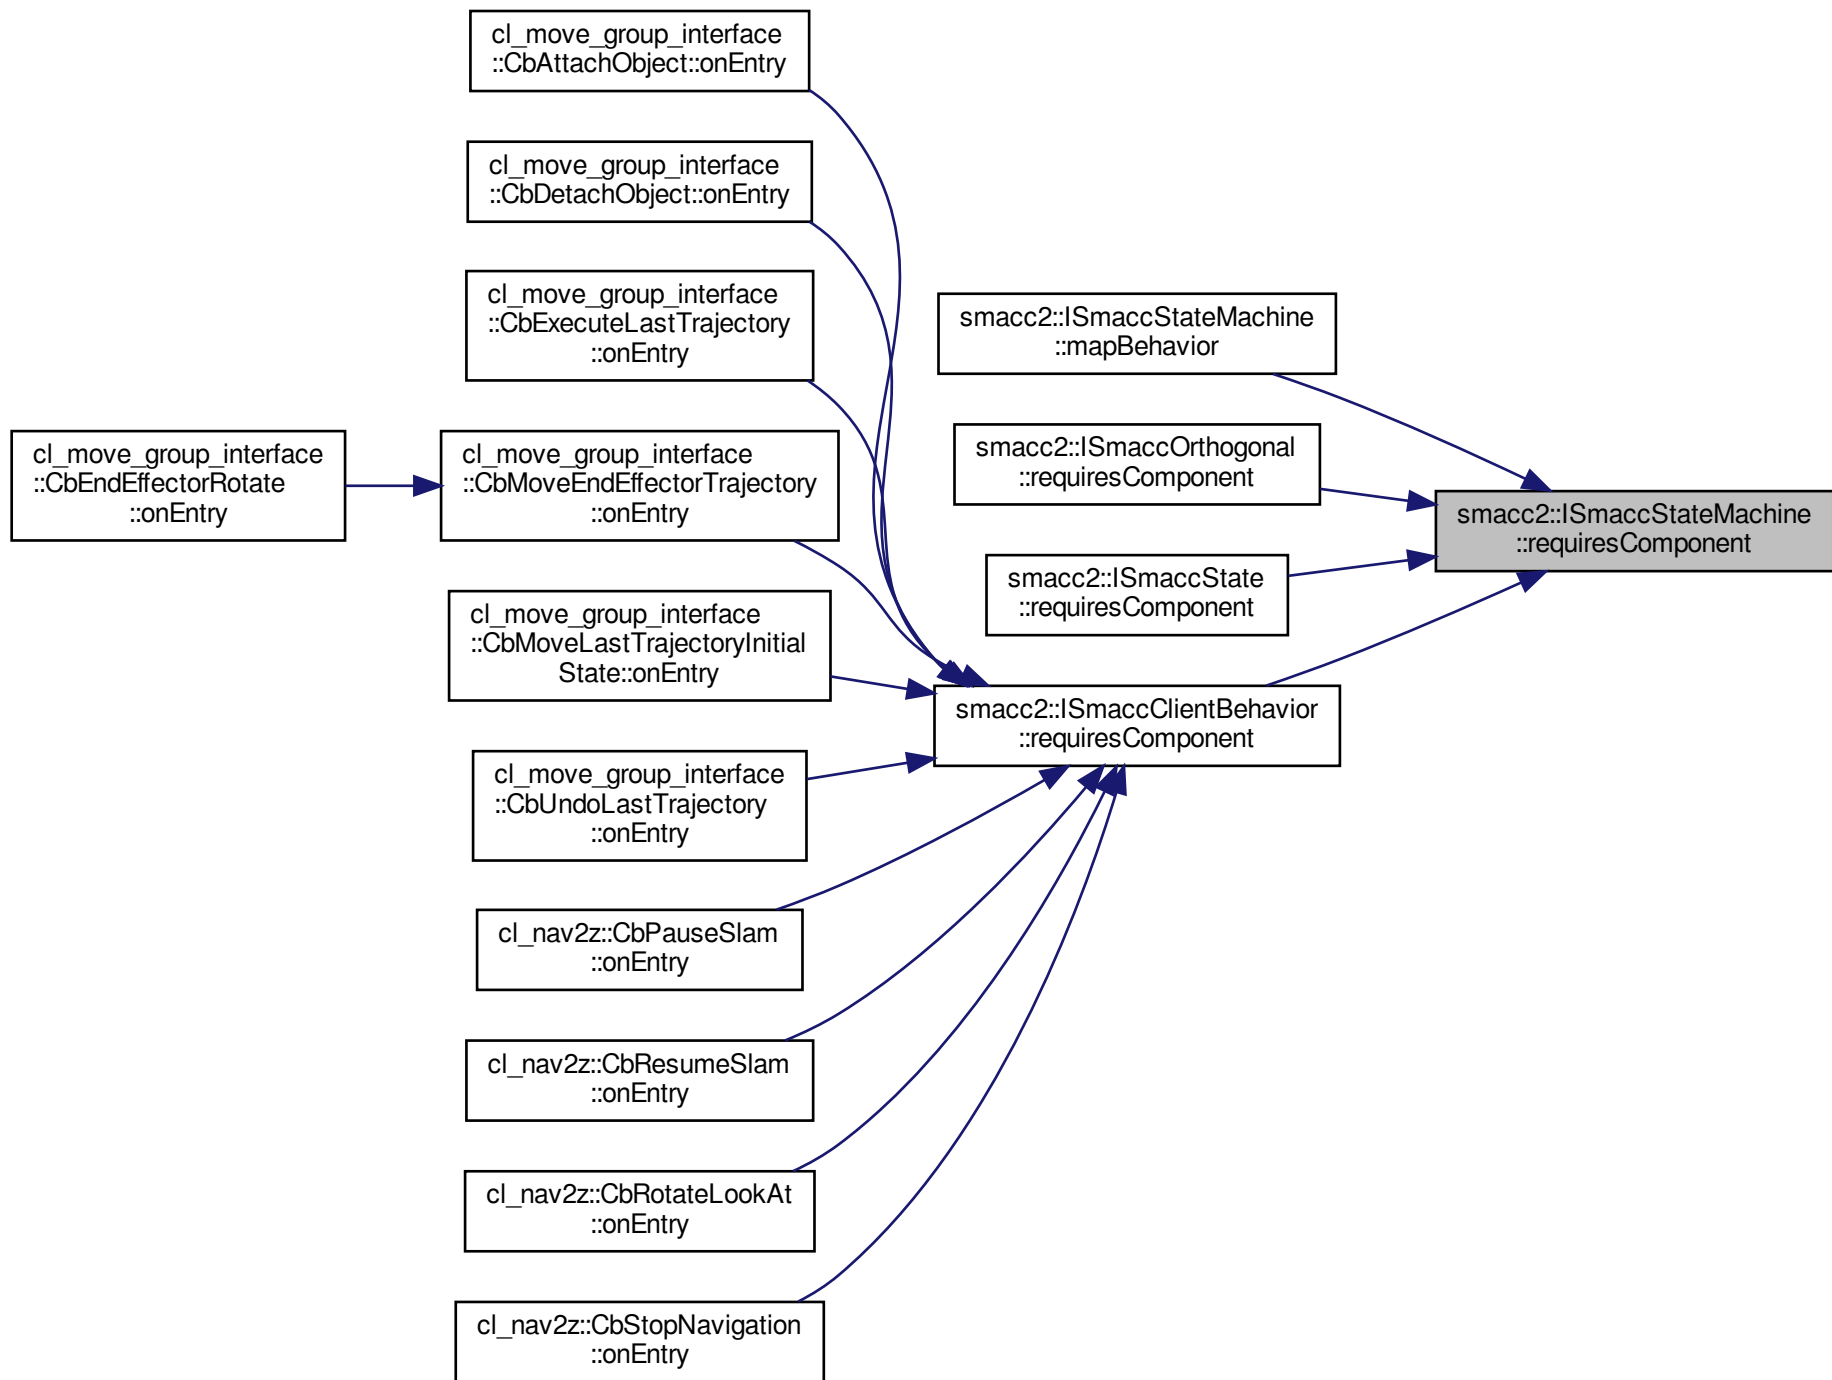 cl_move_group_interface
::CbAttachObject::onEntry
cl_move_group_interface
::CbDetachObject::onEntry
cl_move_group_interface
::CbExecuteLastTrajectory
::onEntry
smacc2::ISmaccStateMachine
::mapBehavior
cl_move_group_interface
::CbEndEffectorRotate
::onEntry
cl_move_group_interface
::CbMoveEndEffectorTrajectory
::onEntry
smacc2::ISmaccOrthogonal
::requiresComponent
smacc2::ISmaccStateMachine
::requiresComponent
smacc2::ISmaccState
::requiresComponent
cl_move_group_interface
::CbMoveLastTrajectoryInitial
State::onEntry
smacc2::ISmaccClientBehavior
::requiresComponent
cl_move_group_interface
::CbUndoLastTrajectory
::onEntry
cl_nav2z::CbPauseSlam
::onEntry
cl_nav2z::CbResumeSlam
::onEntry
cl_nav2z::CbRotateLookAt
::onEntry
cl_nav2z::CbStopNavigation
::onEntry